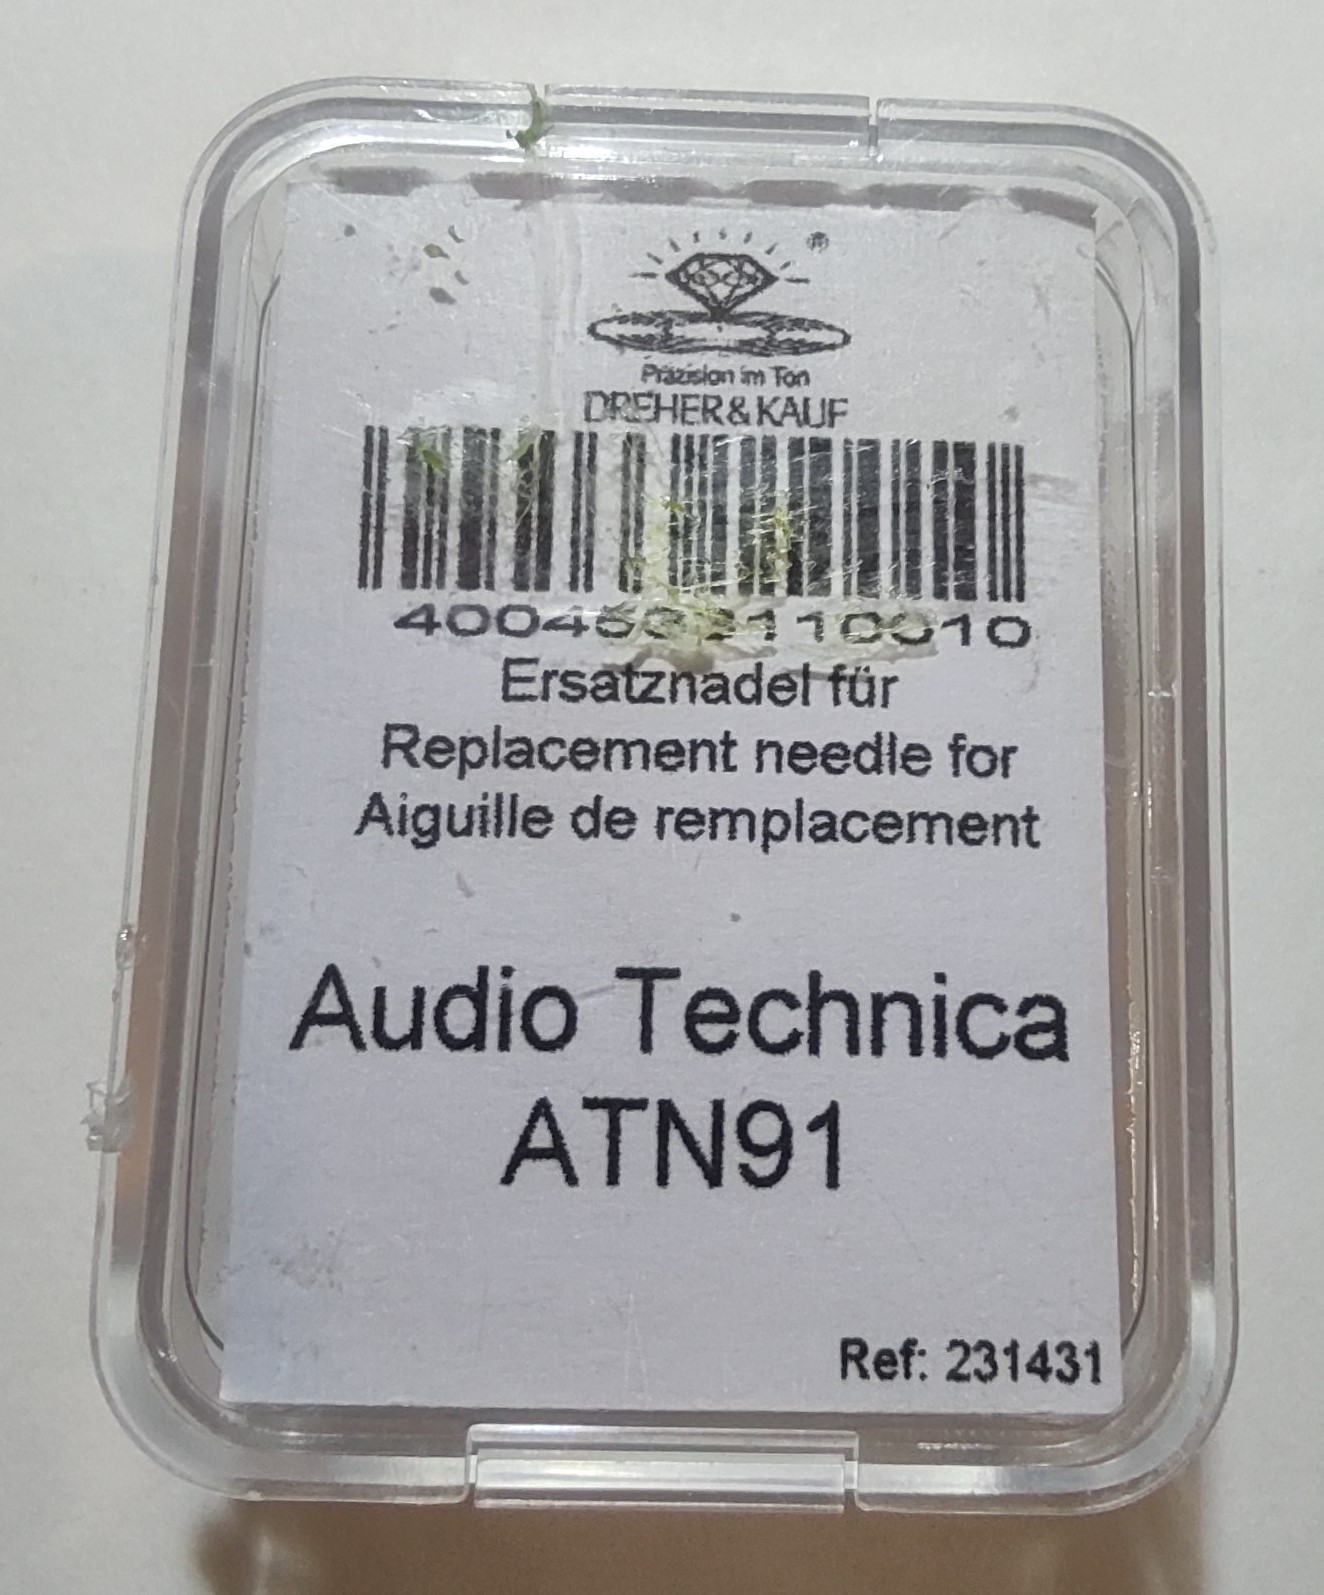 Präzision im Ton
DREHER & KAUF
Ersatznadel für
Replacement needle for
Aiguille de remplacement
Audio Technica
ATN91
Ref: 231431